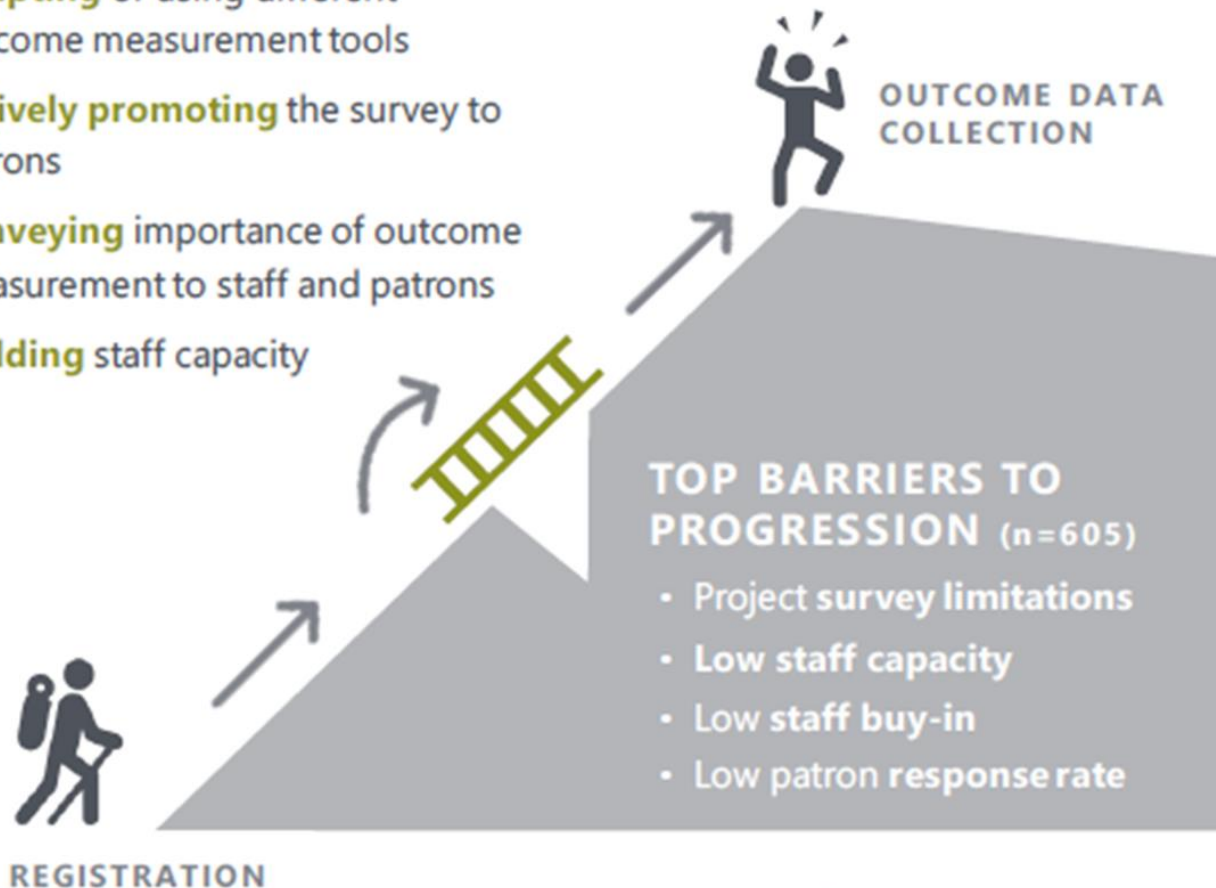 come measurement tools
ively promoting the survey to
rons
nveying importance of outcome
asurement to staff and patrons
lding staff capacity
OUTCOME DATA
COLLECTION
TOP BARRIERS TO
PROGRESSION (n=605)
• Project survey limitations
• Low staff capacity
• Low staff buy-in
• Low patron response rate
REGISTRATION